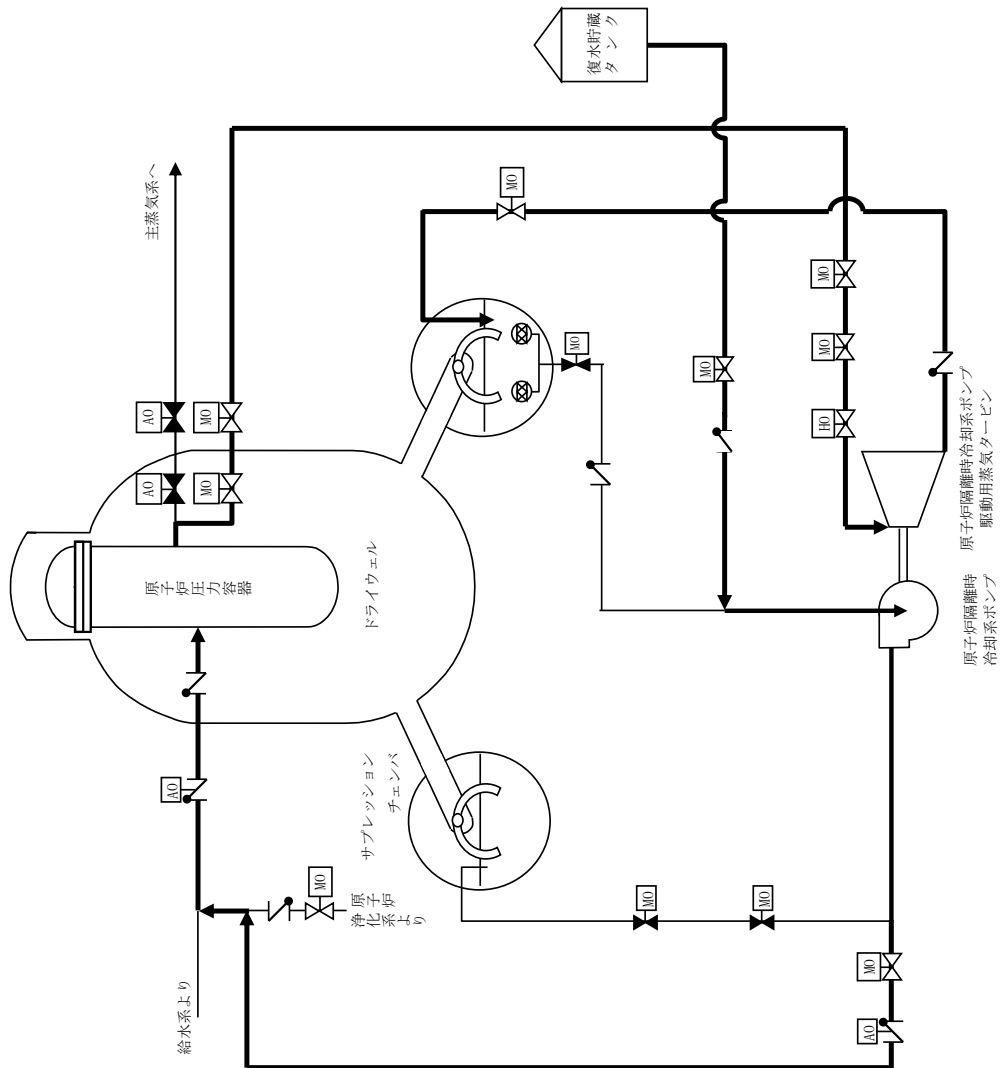 復水貯蔵
タンク
主蒸気系へ
MO
MO
MO
MO
MO
MO
HO
AO
MO
AO
MO
原子炉隔離時冷却系ポンプ
駆動用蒸気タービン
原子炉圧力容器
ドライウェル
原子炉隔離時
冷却系ポンプ
サプレッション
チェンバ
AO
MO
原子炉
浄化系
より
MO
MO
MO
AO
給水系より